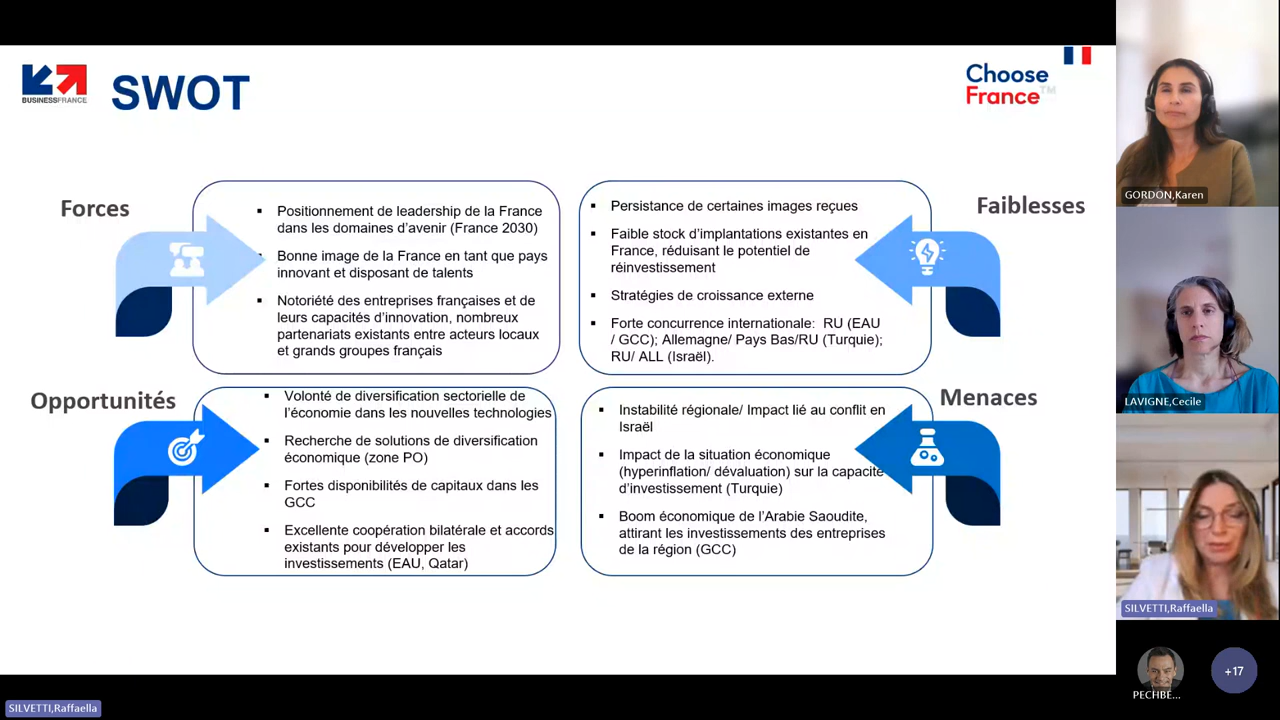 BUSINESSFRANCE
SWOT
Choose
France™
Forces
Positionnement de leadership de la France
dans les domaines d'avenir (France 2030)
Bonne image de la France en tant que pays
innovant et disposant de talents
Notoriété des entreprises françaises et de
leurs capacités d'innovation, nombreux
partenariats existants entre acteurs locaux
et grands groupes français
Faiblesses
Persistance de certaines images reçues
Faible stock d'implantations existantes en
France, réduisant le potentiel de
réinvestissement
Stratégies de croissance externe
Forte concurrence internationale: RU (EAU
/ GCC); Allemagne/ Pays Bas/RU (Turquie);
RU/ ALL (Israël).
Opportunités
Volonté de diversification sectorielle de
l'économie dans les nouvelles technologies
Recherche de solutions de diversification
économique (zone PO)
Fortes disponibilités de capitaux dans les
GCC
Excellente coopération bilatérale et accords
existants pour développer les
investissements (EAU, Qatar)
Menaces
Instabilité régionale/ Impact lié au conflit en
Israël
Impact de la situation économique
(hyperinflation/ dévaluation) sur la capacité
d'investissement (Turquie)
Boom économique de l'Arabie Saoudite,
attirant les investissements des entreprises
de la région (GCC)
GORDON,Karen
LAVIGNE,Cecile
SILVETTI,Raffaella
PECHBE...
+17
SILVETTI,Raffaella